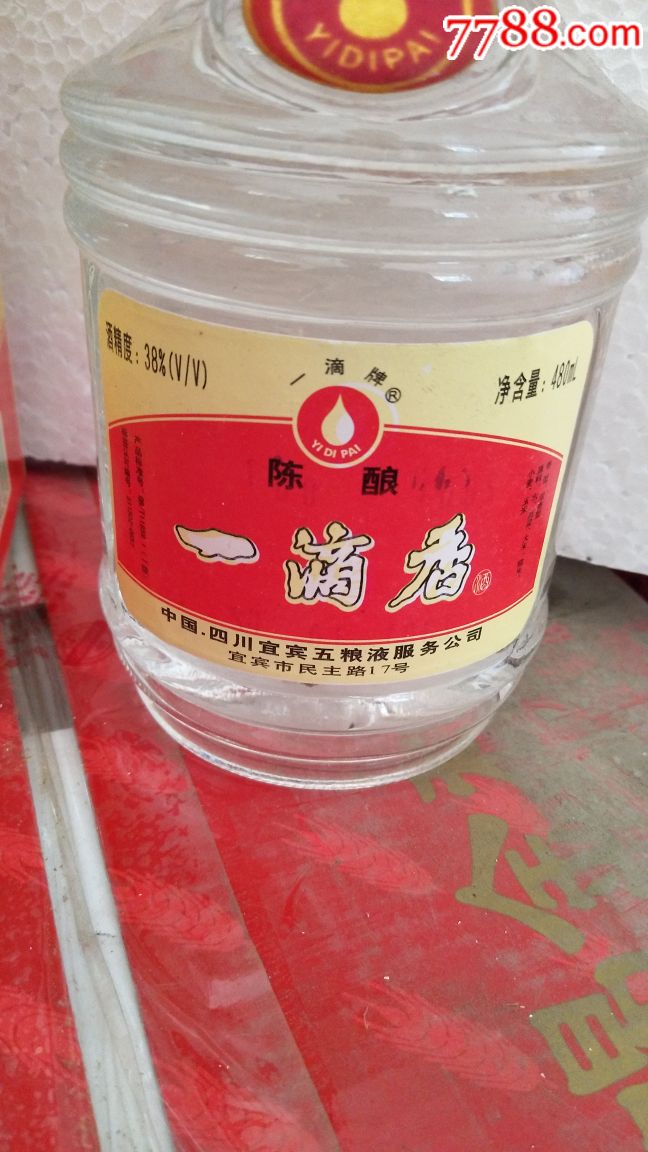 7788.com
YIDIPAI
酒精度：38%(V/V)
一滴牌®
净含量：480mL
YI DI PAI
陈酿
一滴香
酒
中国.四川宜宾五粮液服务公司
宜宾市民主路17号